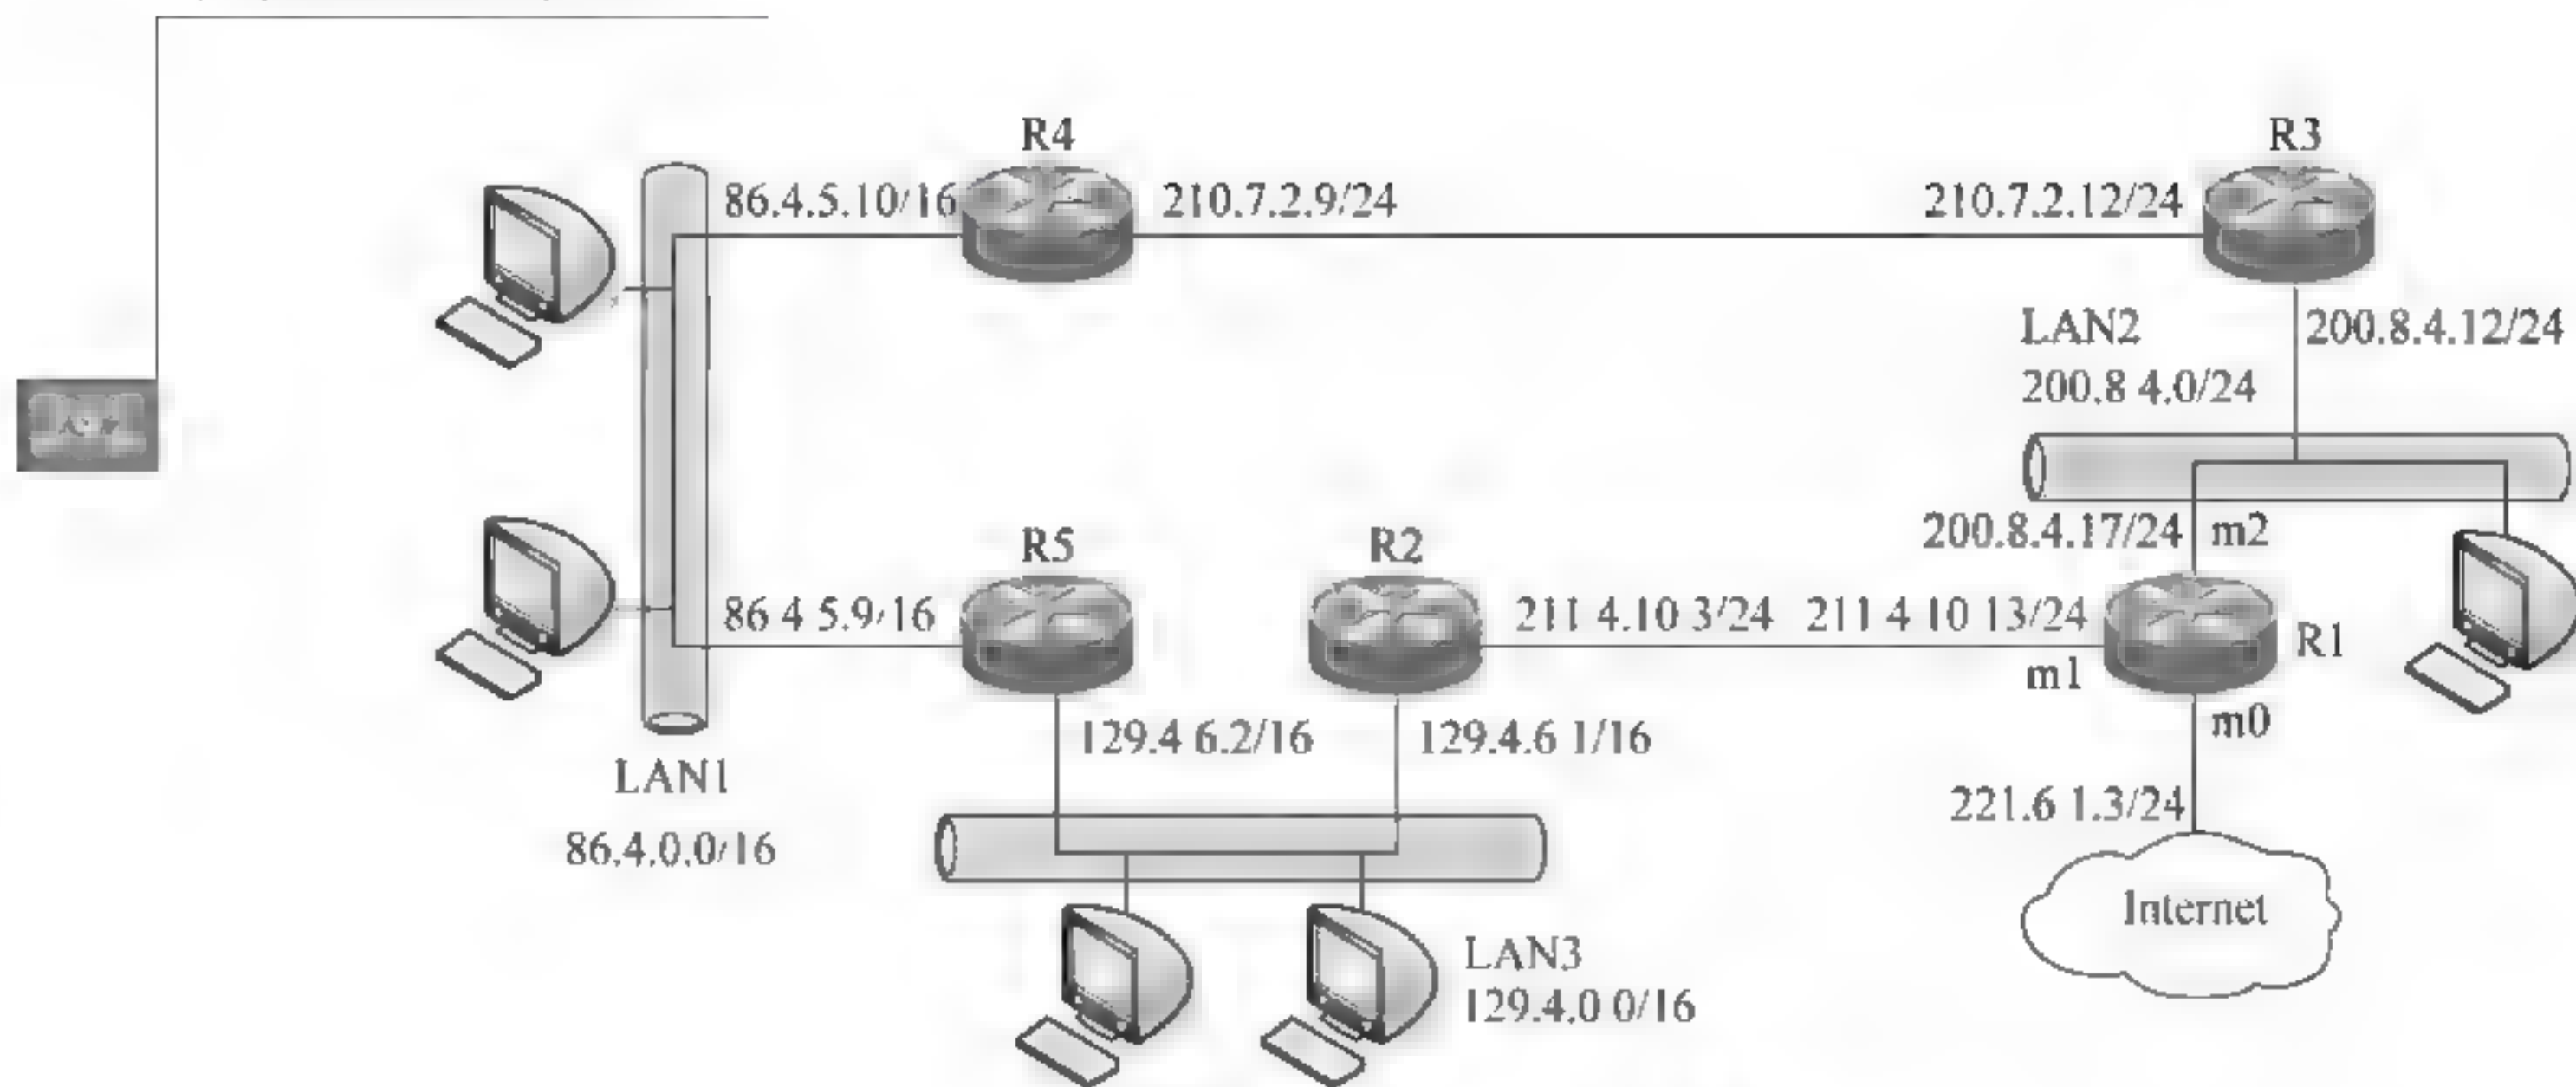 R4
R3
86.4.5.10/16
210.7.2.9/24
210.7.2.12/24
LAN2
200.8.4.12/24
200.8 4.0/24
200.8.4.17/24
m2
R5
R2
86 4 5.9/16
211 4.10 3/24
211 4 10 13/24
R1
m1
m0
129.4 6.2/16
129.4.6 1/16
LAN1
86.4.0.0/16
221.6 1.3/24
Internet
LAN3
129.4.0 0/16